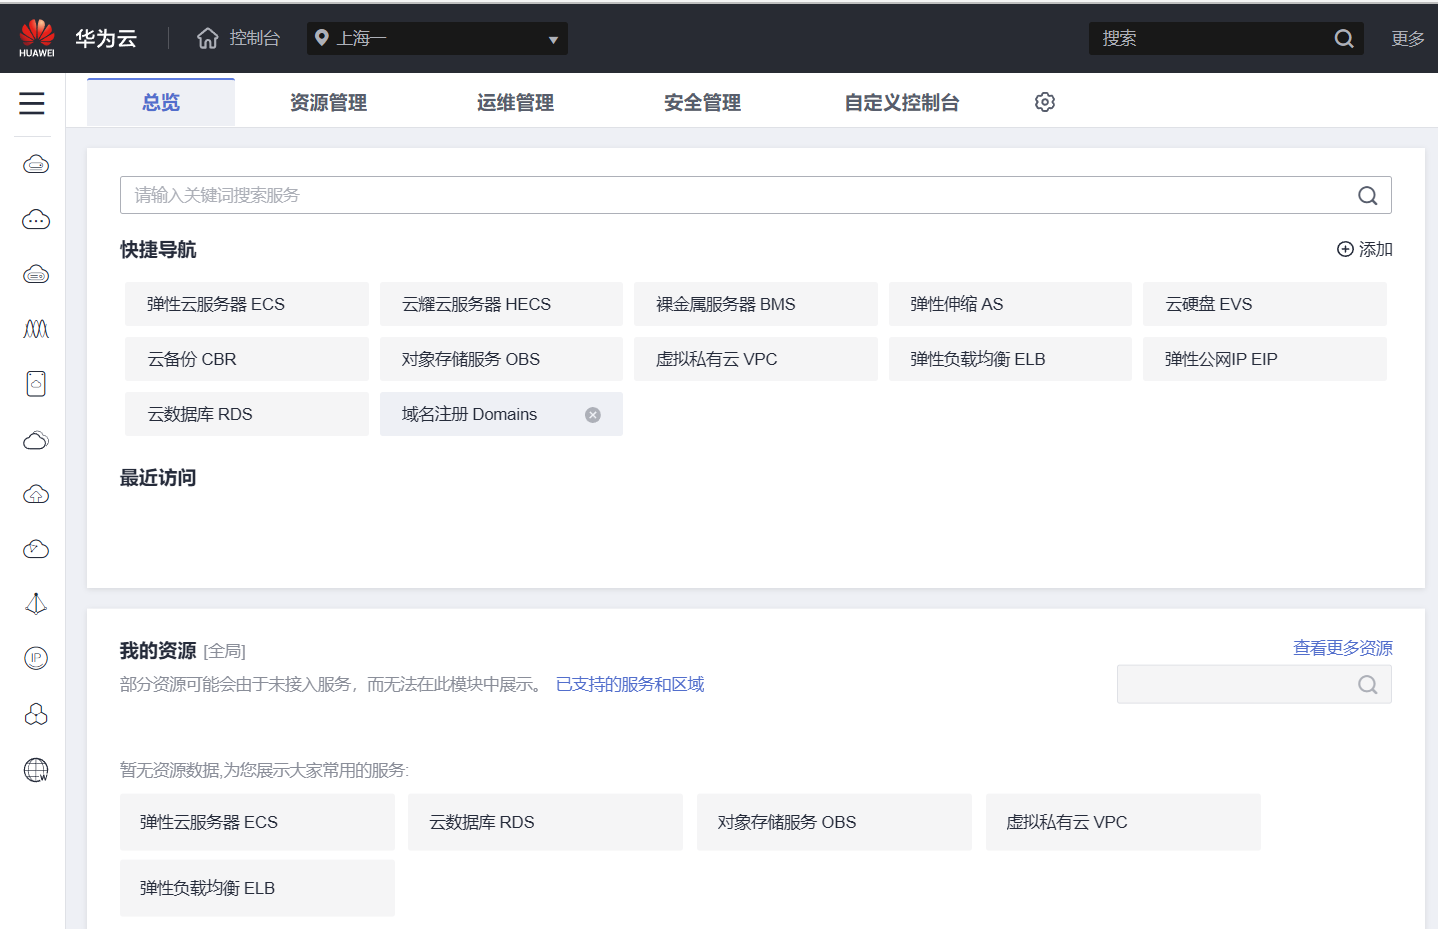 HUAWEI 华为云 控制台 上海一 搜索 更多
总览 资源管理 运维管理 安全管理 自定义控制台
请输入关键词搜索服务
快捷导航 添加
弹性云服务器 ECS 云耀云服务器 HECS 裸金属服务器 BMS 弹性伸缩 AS 云硬盘 EVS
云备份 CBR 对象存储服务 OBS 虚拟私有云 VPC 弹性负载均衡 ELB 弹性公网IP EIP
云数据库 RDS 域名注册 Domains
最近访问
我的资源 [全局] 查看更多资源
部分资源可能会由于未接入服务，而无法在此模块中展示。 已支持的服务和区域
IP
W
暂无资源数据,为您展示大家常用的服务:
弹性云服务器 ECS 云数据库 RDS 对象存储服务 OBS 虚拟私有云 VPC
弹性负载均衡 ELB